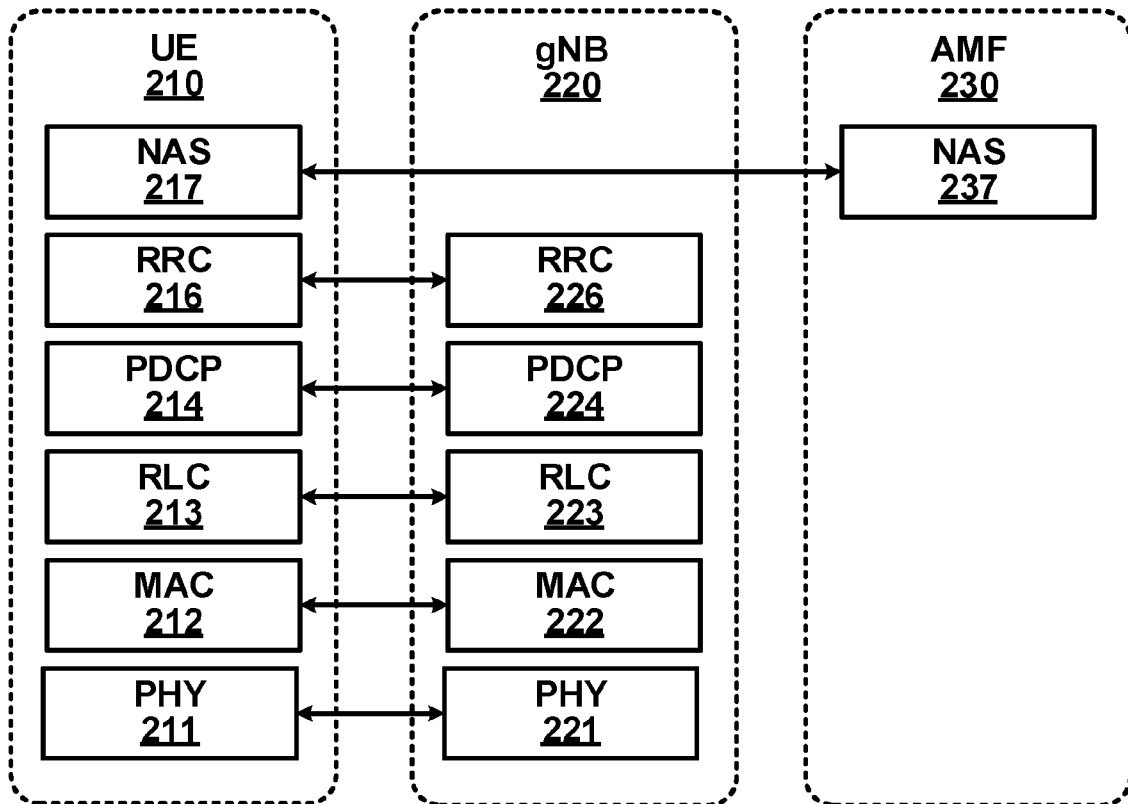 UE
210
gNB
220
AMF
230
NAS
217
NAS
237
RRC
216
RRC
226
PDCP
214
PDCP
224
RLC
213
RLC
223
MAC
212
MAC
222
PHY
211
PHY
221